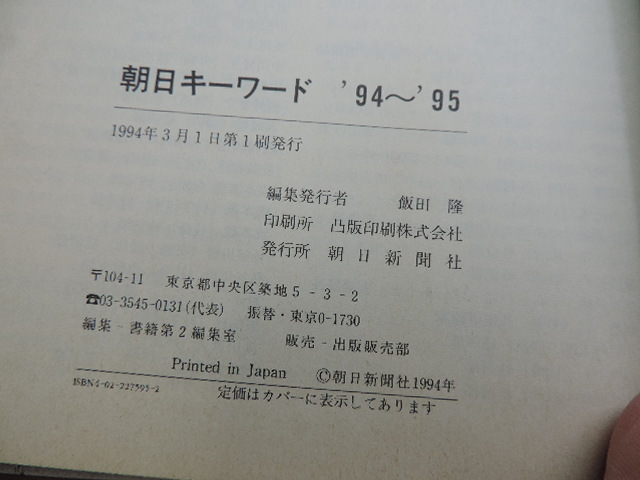 朝日キーワード ’94〜’95
1994年3月1日第1刷発行
編集発行者 飯田 隆
印刷所 凸版印刷株式会社
発行所 朝日新聞社
〒104-11 東京都中央区築地5-3-2
☎03-3545-0131(代表) 振替・東京0-1730
編集-書籍第2編集室 販売-出版販売部
Printed in Japan ©朝日新聞社1994年
ISBN4-02-227595-2
定価はカバーに表示してあります